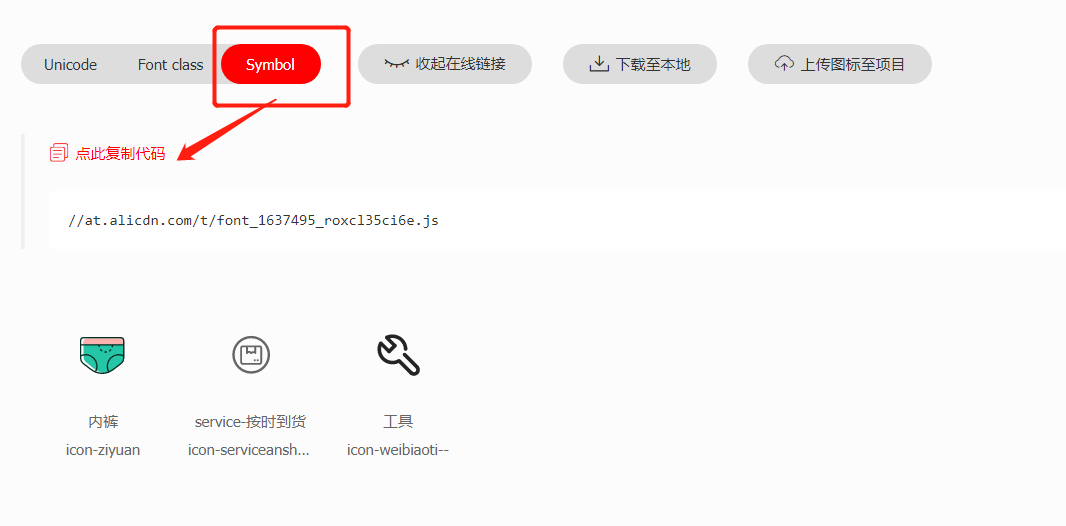 Unicode Font class Symbol 收起在线链接 下载至本地 上传图标至项目
点此复制代码
//at.alicdn.com/t/font_1637495_roxcl35ci6e.js
内裤 service-按时到货 工具
icon-ziyuan icon-serviceansh... icon-weibiaoti--